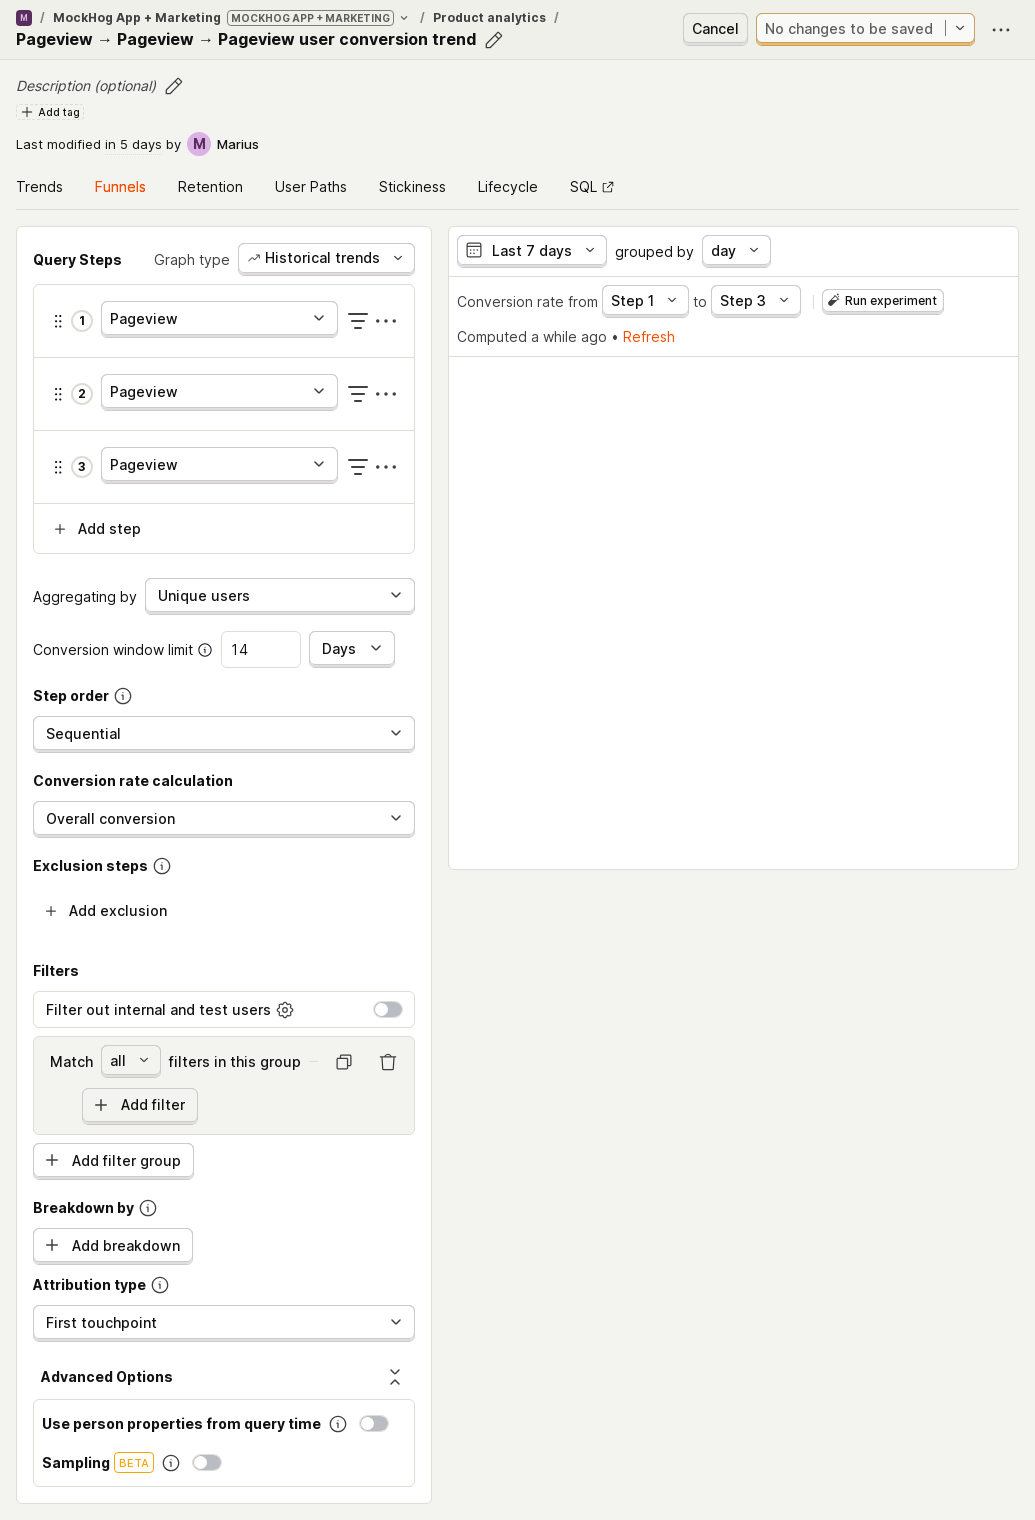 M / MockHog App + Marketing MOCKHOG APP + MARKETING / Product analytics /
Pageview → Pageview → Pageview user conversion trend
Cancel
No changes to be saved
Description (optional)
Add tag
Last modified in 5 days by M Marius
Trends Funnels Retention User Paths Stickiness Lifecycle SQL
Query Steps Graph type Historical trends
1 Pageview
2 Pageview
3 Pageview
Add step
Aggregating by Unique users
Conversion window limit 14 Days
Step order
Sequential
Conversion rate calculation
Overall conversion
Exclusion steps
Add exclusion
Filters
Filter out internal and test users
Match all filters in this group
Add filter
Add filter group
Breakdown by
Add breakdown
Attribution type
First touchpoint
Advanced Options
Use person properties from query time
Sampling BETA
Last 7 days grouped by day
Conversion rate from Step 1 to Step 3 Run experiment
Computed a while ago • Refresh